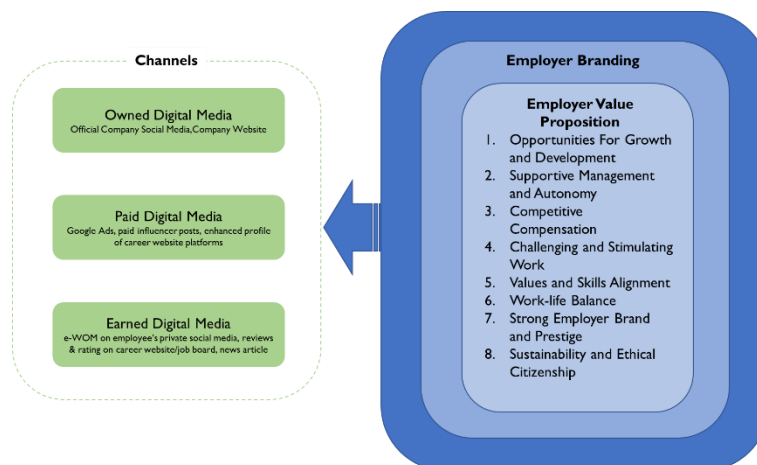 Channels
Owned Digital Media
Official Company Social Media,Company Website
Paid Digital Media
Google Ads, paid influencer posts, enhanced profile
of career website platforms
Earned Digital Media
e-WOM on employee's private social media, reviews
& rating on career website/job board, news article
Employer Branding
Employer Value
Proposition
1. Opportunities For Growth
and Development
2. Supportive Management
and Autonomy
3. Competitive
Compensation
4. Challenging and Stimulating
Work
5. Values and Skills Alignment
6. Work-life Balance
7. Strong Employer Brand
and Prestige
8. Sustainability and Ethical
Citizenship